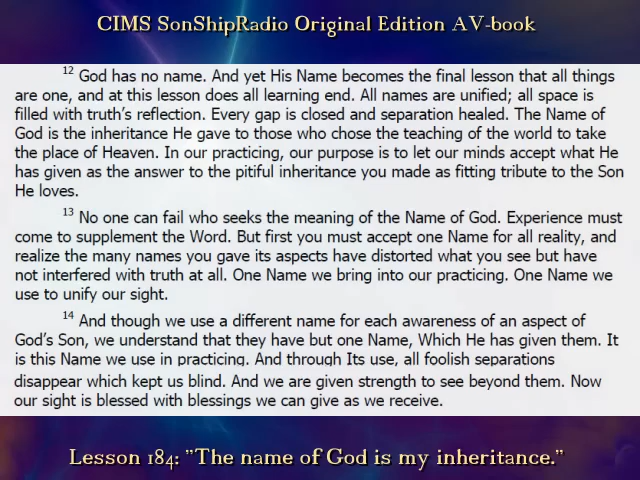 CIMS SonShipRadio Original Edition AV-book
12 God has no name. And yet His Name becomes the final lesson that all things
are one, and at this lesson does all learning end. All names are unified; all space is
filled with truth's reflection. Every gap is closed and separation healed. The Name of
God is the inheritance He gave to those who chose the teaching of the world to take
the place of Heaven. In our practicing, our purpose is to let our minds accept what He
has given as the answer to the pitiful inheritance you made as fitting tribute to the Son
He loves.
13 No one can fail who seeks the meaning of the Name of God. Experience must
come to supplement the Word. But first you must accept one Name for all reality, and
realize the many names you gave its aspects have distorted what you see but have
not interfered with truth at all. One Name we bring into our practicing. One Name we
use to unify our sight.
14 And though we use a different name for each awareness of an aspect of
God's Son, we understand that they have but one Name, Which He has given them. It
is this Name we use in practicing. And through Its use, all foolish separations
disappear which kept us blind. And we are given strength to see beyond them. Now
our sight is blessed with blessings we can give as we receive.
Lesson 184: "The name of God is my inheritance."